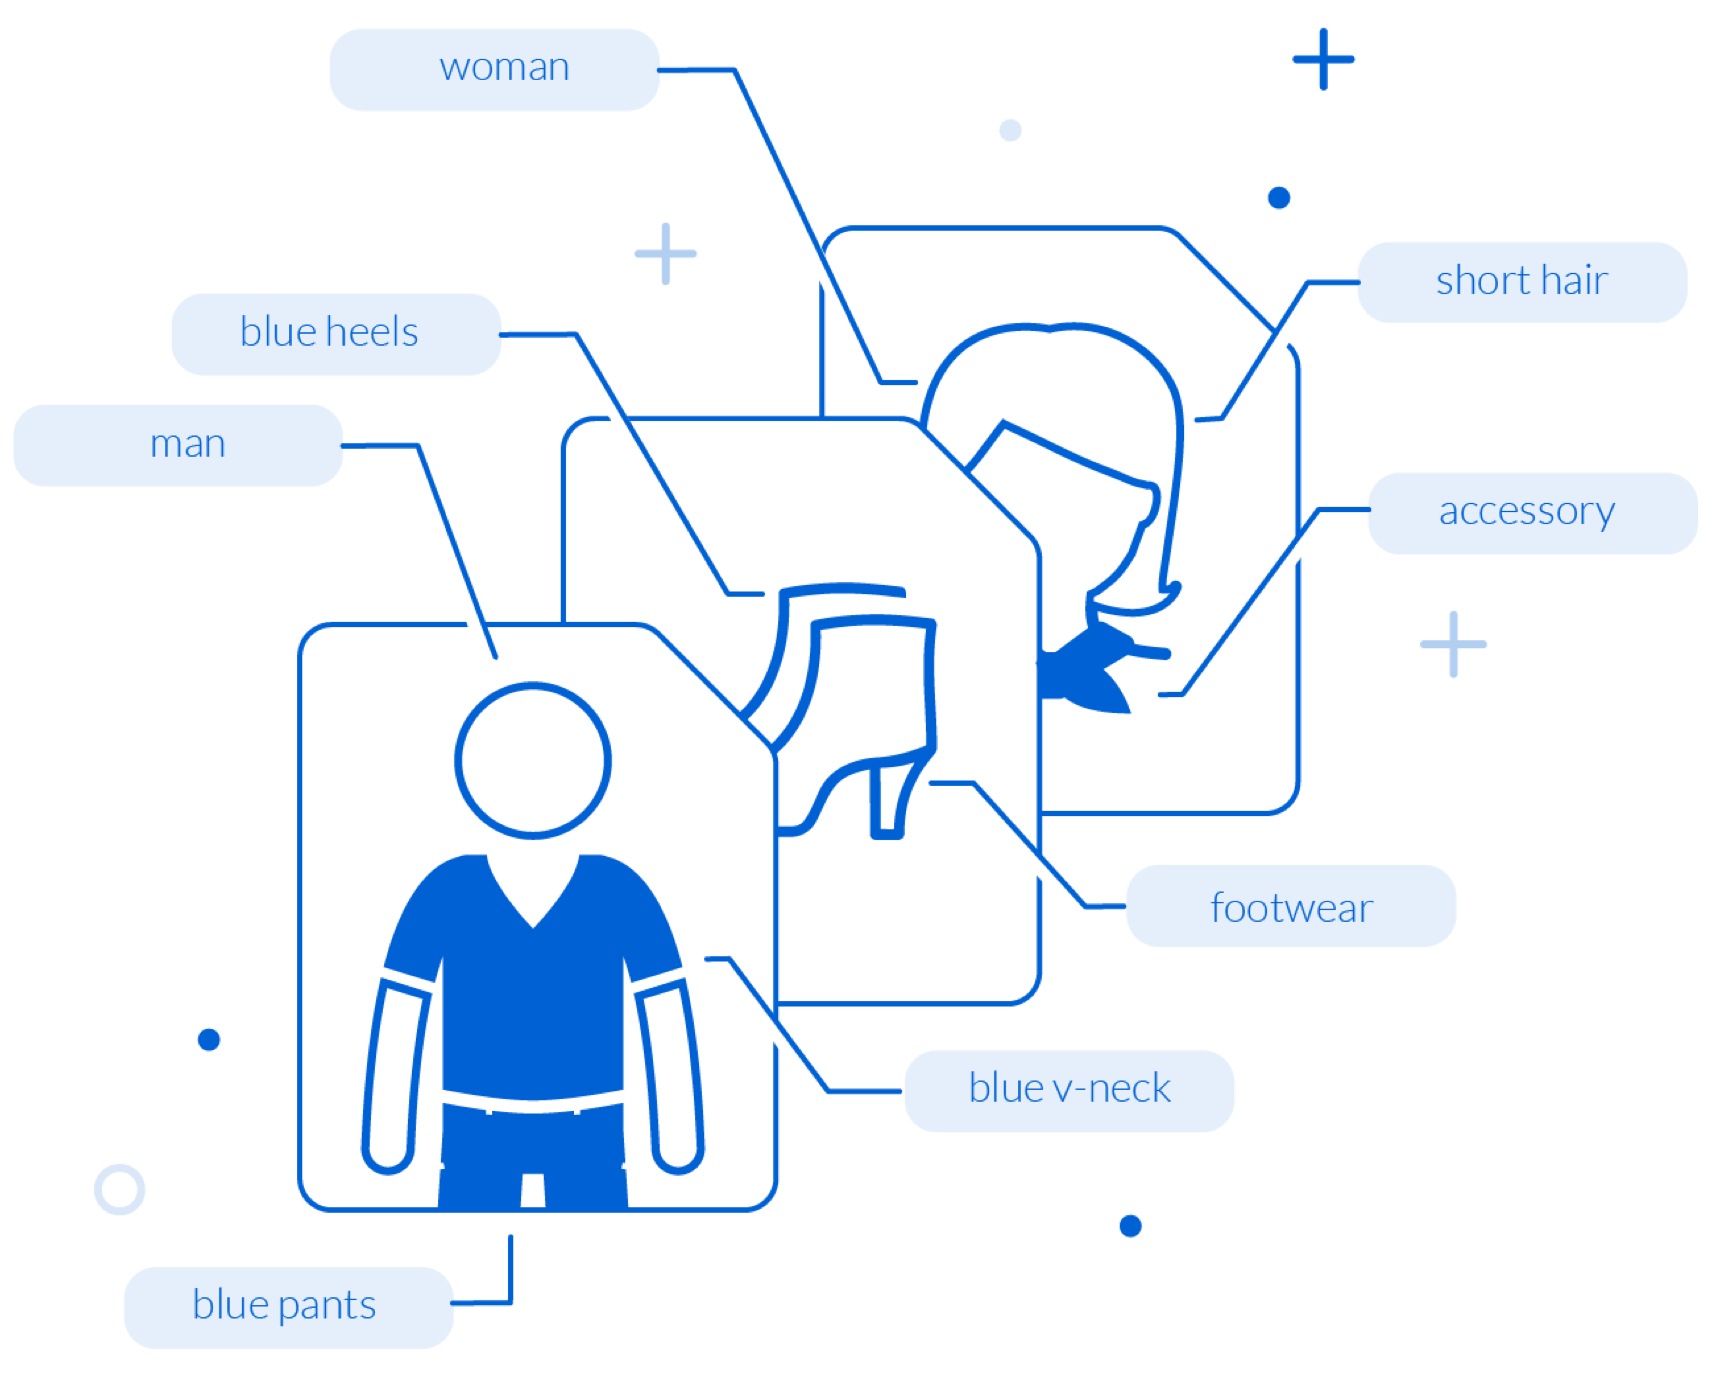 woman
short hair
blue heels
man
accessory
footwear
blue v-neck
blue pants